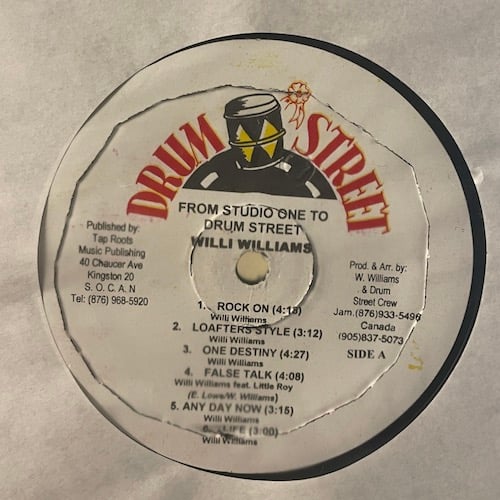 DRUM STREET
FROM STUDIO ONE TO
DRUM STREET
WILLI WILLIAMS
Published by:
Tap Roots
Music Publishing
40 Chaucer Ave
Kingston 20
S. O. C. A. N
Tel: (876) 968-5920
Prod. & Arr. by:
W. Williams
& Drum
Street Crew
Jam.(876)933-5496
Canada
(905)837-5073
SIDE A
1. ROCK ON
Willi Williams
2. LOAFTERS STYLE (3:12)
Willi Williams
3. ONE DESTINY (4:27)
Willi Williams
4. FALSE TALK (4:08)
Willi Williams feat. Little Roy
(E. Lowe/W. Williams)
5. ANY DAY NOW (3:15)
Willi Williams
LIFE (3:00)
Willi Williams